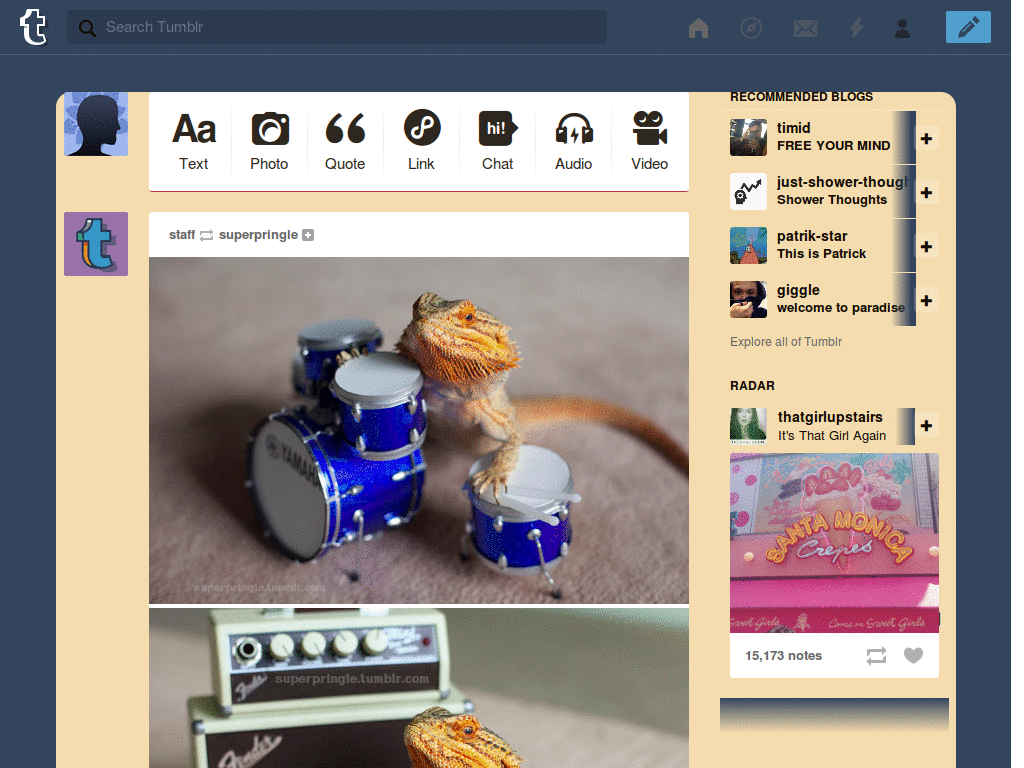 Search Tumblr
Aa
hi!
Text
Photo
Quote
Link
Chat
Audio
Video
staff superpringle
YAMAHA
superpringle.tumblr.com
superpringle.tumblr.com
Fender
RECOMMENDED BLOGS
timid
FREE YOUR MIND
just-shower-though
Shower Thoughts
patrik-star
This is Patrick
giggle
welcome to paradise
Explore all of Tumblr
RADAR
thatgirlupstairs
It's That Girl Again
SANTA MONICA
Crepes
Sweet Girls
Come on Sweet Girls
15,173 notes